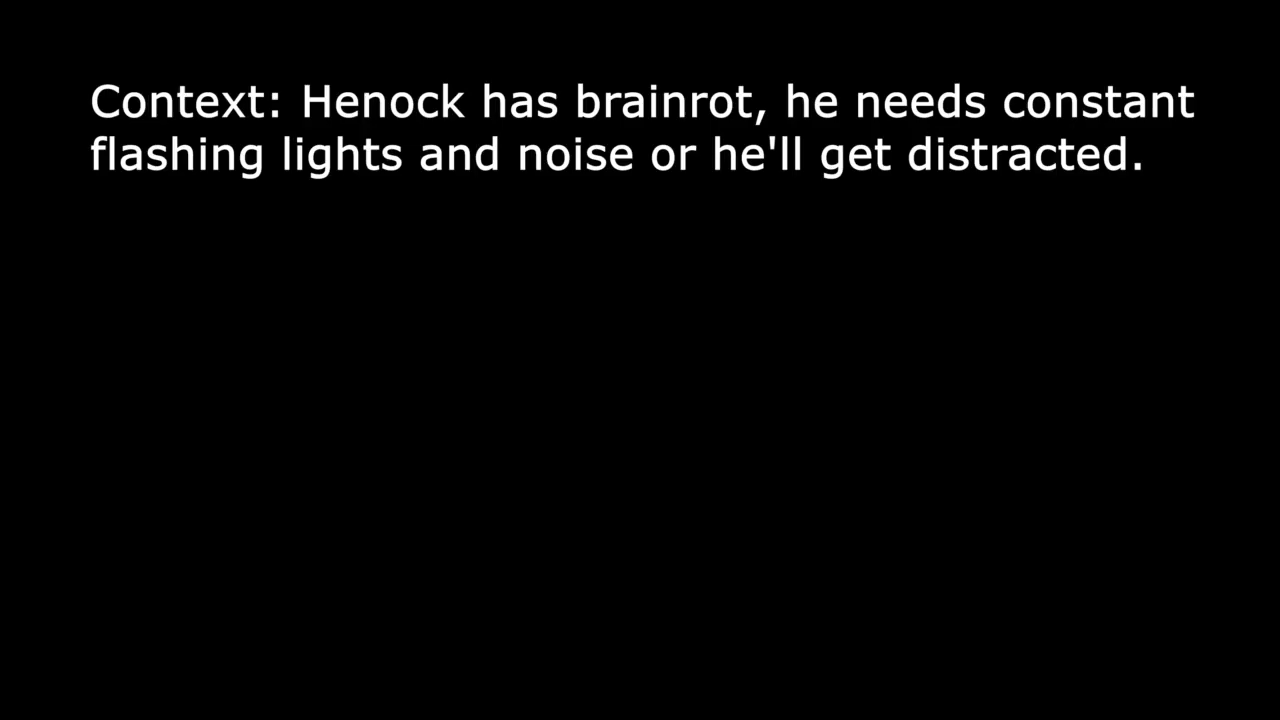 Context: Henock has brainrot, he needs constant
flashing lights and noise or he'll get distracted.